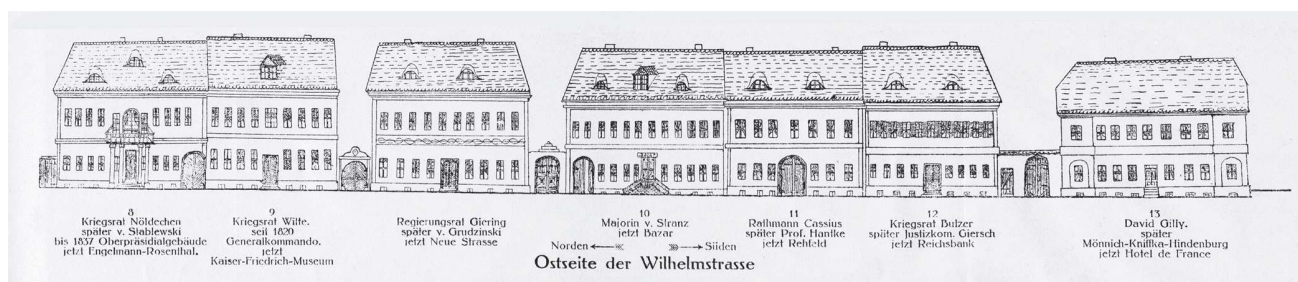 8
Kriegsrat Nöldechen
später v. Stablewski
bis 1837 Oberpräsidialgebäude
jetzt Engelmann-Rosenthal.
9
Kriegsrat Witte.
seit 1820
Generalkommando.
jetzt
Kaiser-Friedrich-Museum
Regierungsrat Giering
später v. Grudzinski
jetzt Neue Strasse
10
Majorin v. Stranz
jetzt Bazar
11
Rathmann Cassius
später Prof. Hantke
jetzt Rehfeld
12
Kriegsrat Butzer
später Justizkom. Giersch
jetzt Reichsbank
13
David Gilly.
später
Mönnich-Kniffka-Hindenburg
jetzt Hotel de France
Norden Süden
Ostseite der Wilhelmstrasse